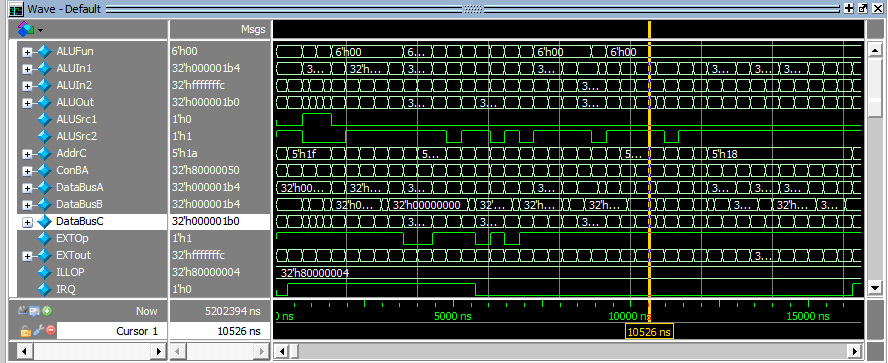 Wave - Default
Msgs
ALUFun 6'h00 6'h00 6... 6'h00 6'h00
ALUIn1 32'h000001b4 3... 32'h... 3... 3... 3... 3... 3...
ALUIn2 32'hfffffffc 3...
ALUOut 32'h000001b0 3... 3... 3...
ALUSrc1 1'h0
ALUSrc2 1'h1
AddrC 5'h1a 5'h1f 5... 5... 5'h18
ConBA 32'h80000050
DataBusA 32'h000001b4 32'h00... 3... 3... 3... 3... 3...
DataBusB 32'h000001b4 32'h0... 32'h00000000 32'... 32'h... 32'h... 3... 32'h... 3...
DataBusC 32'h000001b0 3... 3... 3...
EXTOp 1'h1
EXTout 32'hfffffffc 3...
ILLOP 32'h80000004 32'h80000004
IRQ 1'h0
Now 5202394 ns ns 5000 ns 10000 ns 15000 ns
Cursor 1 10526 ns 10526 ns